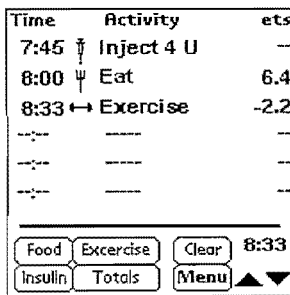 Time Activity ets
7:45 Inject 4 U --
8:00 Eat 6.4
8:33 Exercise -2.2
--:-- ----- --
--:-- ----- --
--:-- ----- --
Food Excercise Clear 8:33
Insulin Totals Menu